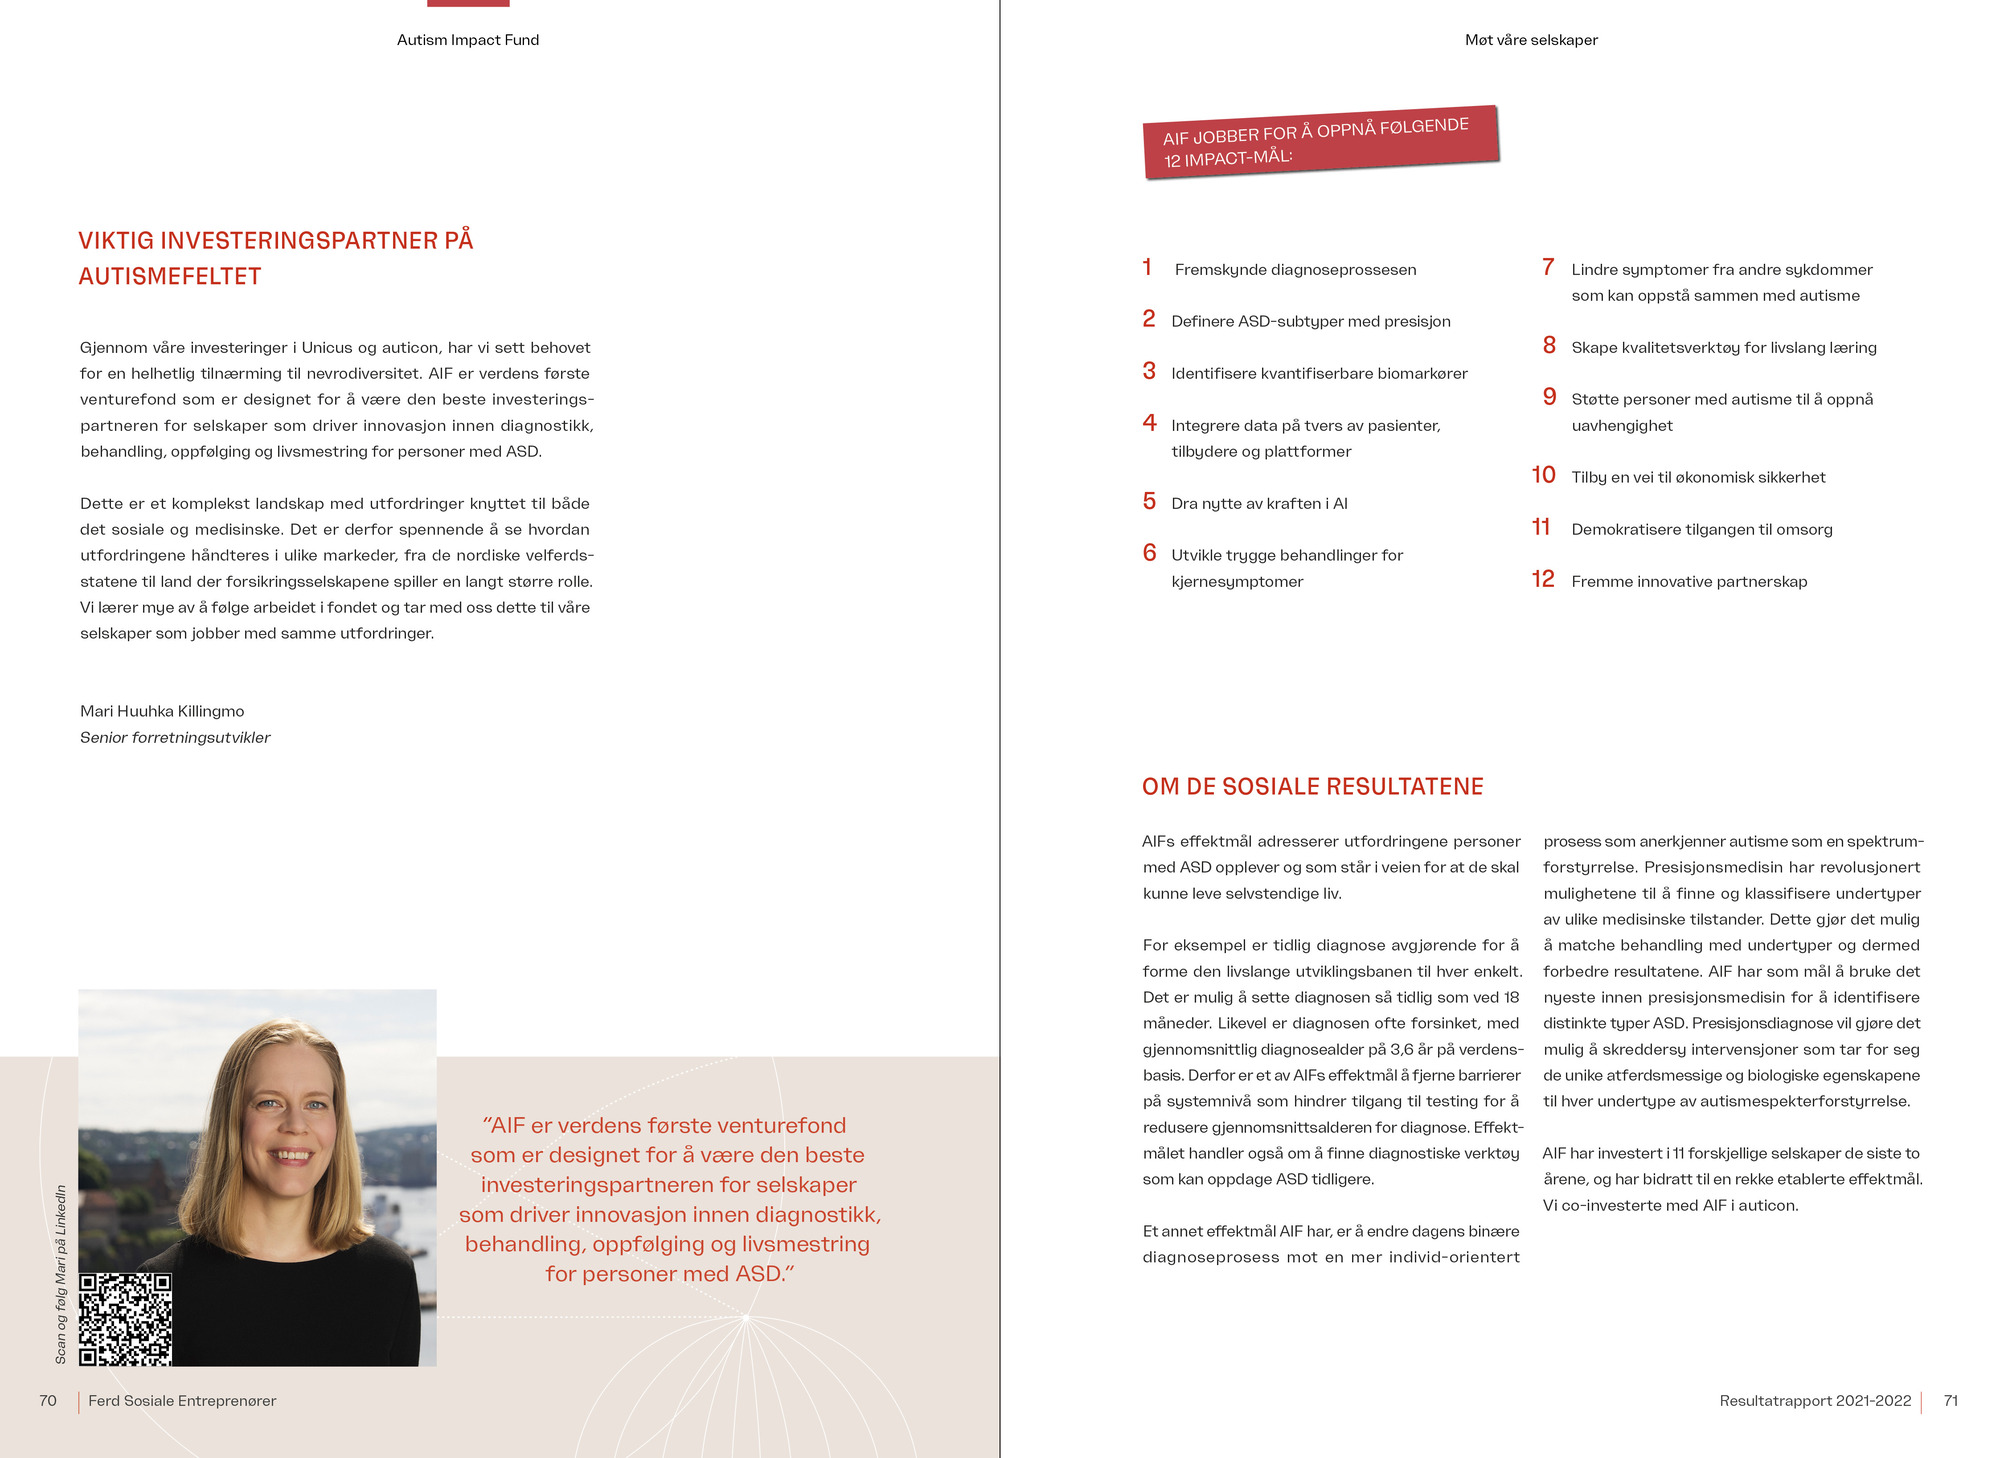 Autism Impact Fund
VIKTIG INVESTERINGSPARTNER PÅ
AUTISMEFELTET
Gjennom våre investeringer i Unicus og auticon, har vi sett behovet
for en helhetlig tilnærming til nevrodiversitet. AIF er verdens første
venturefond som er designet for å være den beste investerings-
partneren for selskaper som driver innovasjon innen diagnostikk,
behandling, oppfølging og livsmestring for personer med ASD.
Dette er et komplekst landskap med utfordringer knyttet til både
det sosiale og medisinske. Det er derfor spennende å se hvordan
utfordringene håndteres i ulike markeder, fra de nordiske velferds-
statene til land der forsikringsselskapene spiller en langt større rolle.
Vi lærer mye av å følge arbeidet i fondet og tar med oss dette til våre
selskaper som jobber med samme utfordringer.
Mari Huuhka Killingmo
Senior forretningsutvikler
Scan og følg Mari på LinkedIn
“AIF er verdens første venturefond
som er designet for å være den beste
investeringspartneren for selskaper
som driver innovasjon innen diagnostikk,
behandling, oppfølging og livsmestring
for personer med ASD.”
70
Ferd Sosiale Entreprenører
Møt våre selskaper
AIF JOBBER FOR Å OPPNÅ FØLGENDE
12 IMPACT-MÅL:
1 Fremskynde diagnoseprossesen
2 Definere ASD-subtyper med presisjon
3 Identifisere kvantifiserbare biomarkører
4 Integrere data på tvers av pasienter,
tilbydere og plattformer
5 Dra nytte av kraften i AI
6 Utvikle trygge behandlinger for
kjernesymptomer
7 Lindre symptomer fra andre sykdommer
som kan oppstå sammen med autisme
8 Skape kvalitetsverktøy for livslang læring
9 Støtte personer med autisme til å oppnå
uavhengighet
10 Tilby en vei til økonomisk sikkerhet
11 Demokratisere tilgangen til omsorg
12 Fremme innovative partnerskap
OM DE SOSIALE RESULTATENE
AIFs effektmål adresserer utfordringene personer
med ASD opplever og som står i veien for at de skal
kunne leve selvstendige liv.
For eksempel er tidlig diagnose avgjørende for å
forme den livslange utviklingsbanen til hver enkelt.
Det er mulig å sette diagnosen så tidlig som ved 18
måneder. Likevel er diagnosen ofte forsinket, med
gjennomsnittlig diagnosealder på 3,6 år på verdens-
basis. Derfor er et av AIFs effektmål å fjerne barrierer
på systemnivå som hindrer tilgang til testing for å
redusere gjennomsnittsalderen for diagnose. Effekt-
målet handler også om å finne diagnostiske verktøy
som kan oppdage ASD tidligere.
Et annet effektmål AIF har, er å endre dagens binære
diagnoseprosess mot en mer individ-orientert
prosess som anerkjenner autisme som en spektrum-
forstyrrelse. Presisjonsmedisin har revolusjonert
mulighetene til å finne og klassifisere undertyper
av ulike medisinske tilstander. Dette gjør det mulig
å matche behandling med undertyper og dermed
forbedre resultatene. AIF har som mål å bruke det
nyeste innen presisjonsmedisin for å identifisere
distinkte typer ASD. Presisjonsdiagnose vil gjøre det
mulig å skreddersy intervensjoner som tar for seg
de unike atferdsmessige og biologiske egenskapene
til hver undertype av autismespekterforstyrrelse.
AIF har investert i 11 forskjellige selskaper de siste to
årene, og har bidratt til en rekke etablerte effektmål.
Vi co-investerte med AIF i auticon.
Resultatrapport 2021-2022
71